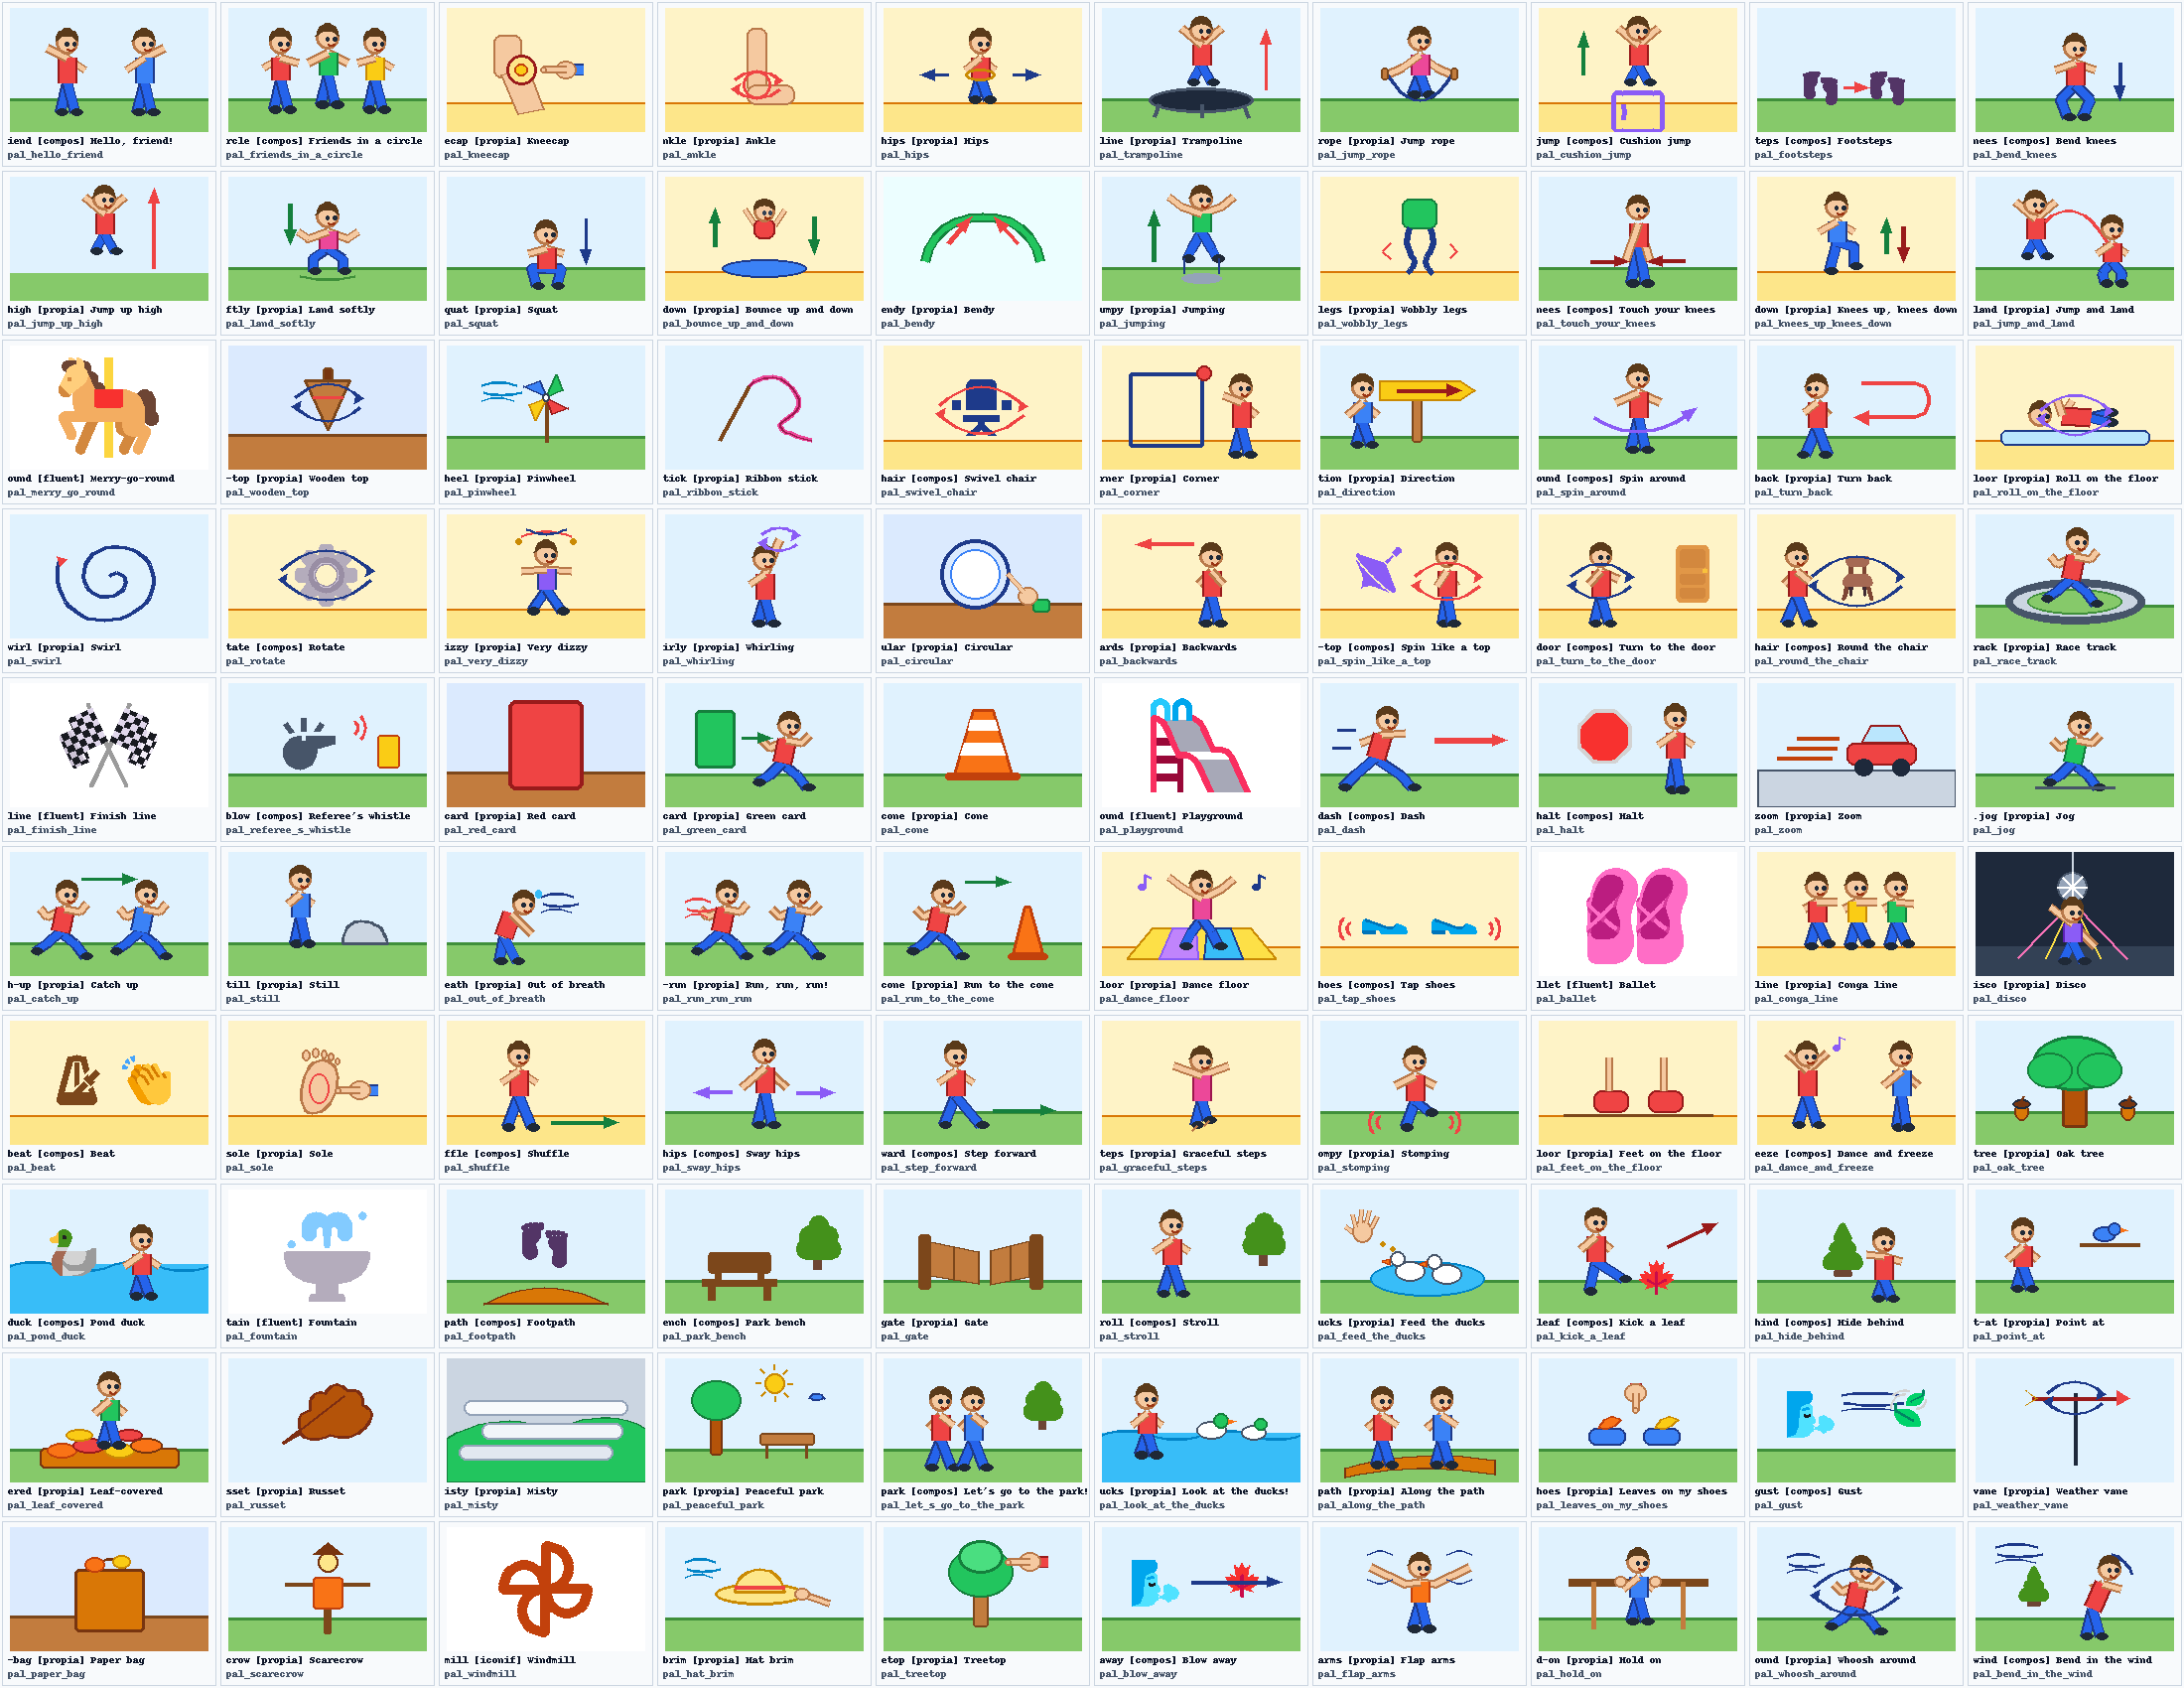 iend [compos] Hello, friend!
pal_hello_friend
rcle [compos] Friends in a circle
pal_friends_in_a_circle
ecap [propia] Kneecap
pal_kneecap
nkle [propia] Ankle
pal_ankle
hips [propia] Hips
pal_hips
line [propia] Trampoline
pal_trampoline
rope [propia] Jump rope
pal_jump_rope
jump [compos] Cushion jump
pal_cushion_jump
teps [compos] Footsteps
pal_footsteps
nees [compos] Bend knees
pal_bend_knees
high [propia] Jump up high
pal_jump_up_high
ftly [propia] Land softly
pal_land_softly
quat [propia] Squat
pal_squat
down [propia] Bounce up and down
pal_bounce_up_and_down
endy [propia] Bendy
pal_bendy
umpy [propia] Jumping
pal_jumping
legs [propia] Wobbly legs
pal_wobbly_legs
nees [compos] Touch your knees
pal_touch_your_knees
down [propia] Knees up, knees down
pal_knees_up_knees_down
land [propia] Jump and land
pal_jump_and_land
ound [fluent] Merry-go-round
pal_merry_go_round
-top [propia] Wooden top
pal_wooden_top
heel [propia] Pinwheel
pal_pinwheel
tick [propia] Ribbon stick
pal_ribbon_stick
hair [compos] Swivel chair
pal_swivel_chair
rner [propia] Corner
pal_corner
tion [propia] Direction
pal_direction
ound [compos] Spin around
pal_spin_around
back [propia] Turn back
pal_turn_back
loor [propia] Roll on the floor
pal_roll_on_the_floor
wirl [propia] Swirl
pal_swirl
tate [compos] Rotate
pal_rotate
izzy [propia] Very dizzy
pal_very_dizzy
irly [propia] Whirling
pal_whirling
ular [propia] Circular
pal_circular
ards [propia] Backwards
pal_backwards
-top [compos] Spin like a top
pal_spin_like_a_top
door [compos] Turn to the door
pal_turn_to_the_door
hair [compos] Round the chair
pal_round_the_chair
rack [propia] Race track
pal_race_track
line [fluent] Finish line
pal_finish_line
blow [compos] Referee's whistle
pal_referee_s_whistle
card [propia] Red card
pal_red_card
card [propia] Green card
pal_green_card
cone [propia] Cone
pal_cone
ound [fluent] Playground
pal_playground
dash [compos] Dash
pal_dash
halt [compos] Halt
pal_halt
zoom [propia] Zoom
pal_zoom
.jog [propia] Jog
pal_jog
h-up [propia] Catch up
pal_catch_up
till [propia] Still
pal_still
eath [propia] Out of breath
pal_out_of_breath
-run [propia] Run, run, run!
pal_run_run_run
cone [propia] Run to the cone
pal_run_to_the_cone
loor [propia] Dance floor
pal_dance_floor
hoes [compos] Tap shoes
pal_tap_shoes
llet [fluent] Ballet
pal_ballet
line [propia] Conga line
pal_conga_line
isco [propia] Disco
pal_disco
beat [compos] Beat
pal_beat
sole [propia] Sole
pal_sole
ffle [compos] Shuffle
pal_shuffle
hips [compos] Sway hips
pal_sway_hips
ward [compos] Step forward
pal_step_forward
teps [propia] Graceful steps
pal_graceful_steps
ompy [propia] Stomping
pal_stomping
loor [propia] Feet on the floor
pal_feet_on_the_floor
eeze [compos] Dance and freeze
pal_dance_and_freeze
tree [propia] Oak tree
pal_oak_tree
duck [compos] Pond duck
pal_pond_duck
tain [fluent] Fountain
pal_fountain
path [compos] Footpath
pal_footpath
ench [compos] Park bench
pal_park_bench
gate [propia] Gate
pal_gate
roll [compos] Stroll
pal_stroll
ucks [propia] Feed the ducks
pal_feed_the_ducks
leaf [compos] Kick a leaf
pal_kick_a_leaf
hind [compos] Hide behind
pal_hide_behind
t-at [propia] Point at
pal_point_at
ered [propia] Leaf-covered
pal_leaf_covered
sset [propia] Russet
pal_russet
isty [propia] Misty
pal_misty
park [propia] Peaceful park
pal_peaceful_park
park [compos] Let's go to the park!
pal_let_s_go_to_the_park
ucks [propia] Look at the ducks!
pal_look_at_the_ducks
path [propia] Along the path
pal_along_the_path
hoes [propia] Leaves on my shoes
pal_leaves_on_my_shoes
gust [compos] Gust
pal_gust
vane [propia] Weather vane
pal_weather_vane
-bag [propia] Paper bag
pal_paper_bag
crow [propia] Scarecrow
pal_scarecrow
mill [iconif] Windmill
pal_windmill
brim [propia] Hat brim
pal_hat_brim
etop [propia] Treetop
pal_treetop
away [compos] Blow away
pal_blow_away
arms [propia] Flap arms
pal_flap_arms
d-on [propia] Hold on
pal_hold_on
ound [propia] Whoosh around
pal_whoosh_around
wind [compos] Bend in the wind
pal_bend_in_the_wind